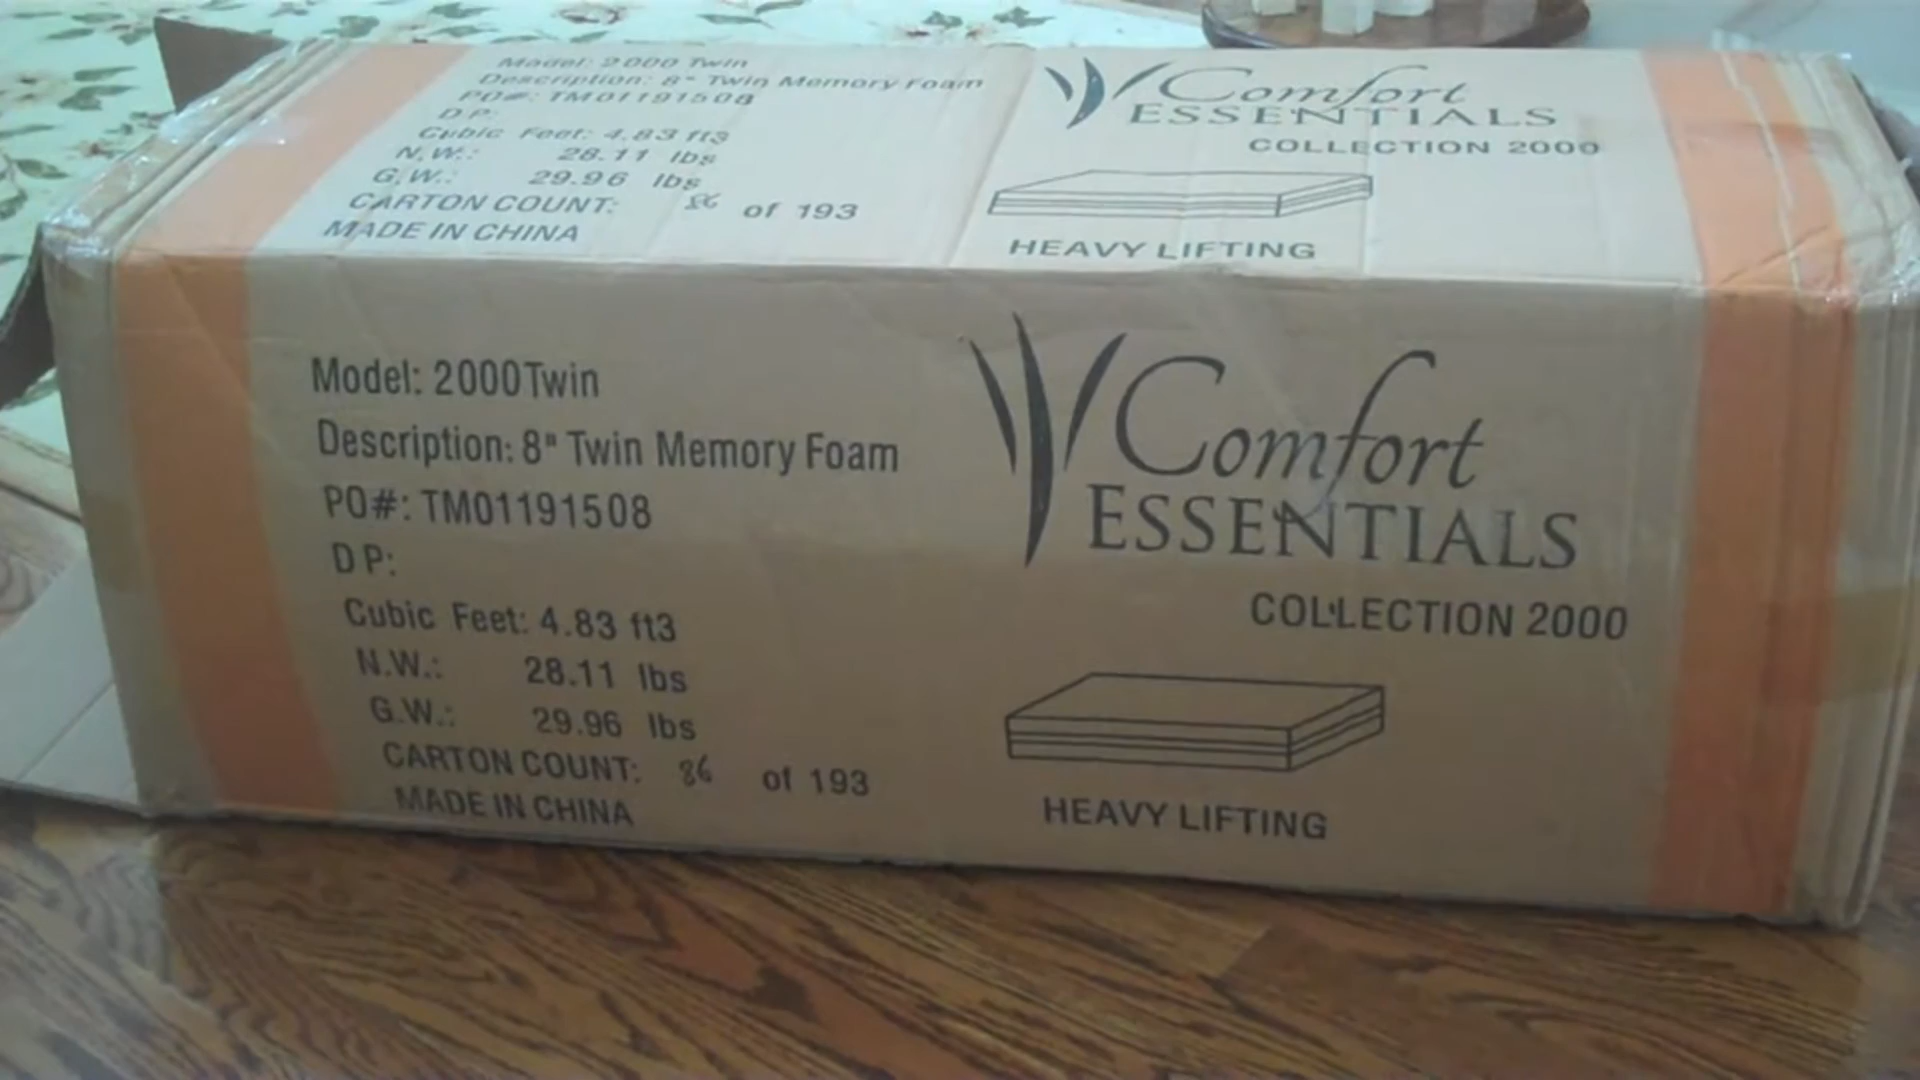 Model: 2000 Twin
Description: 8" Twin Memory Foam
PO#: TM01191508
D P:
Cubic Feet: 4.83 ft3
N.W.: 28.11 lbs
G.W.: 29.96 lbs
CARTON COUNT: 86 of 193
MADE IN CHINA
Comfort
ESSENTIALS
COLLECTION 2000
HEAVY LIFTING
Model: 2000Twin
Description: 8" Twin Memory Foam
PO#: TM01191508
D P:
Cubic Feet: 4.83 ft3
N.W.: 28.11 lbs
G.W.: 29.96 lbs
CARTON COUNT: 86 of 193
MADE IN CHINA
Comfort
ESSENTIALS
COLLECTION 2000
HEAVY LIFTING